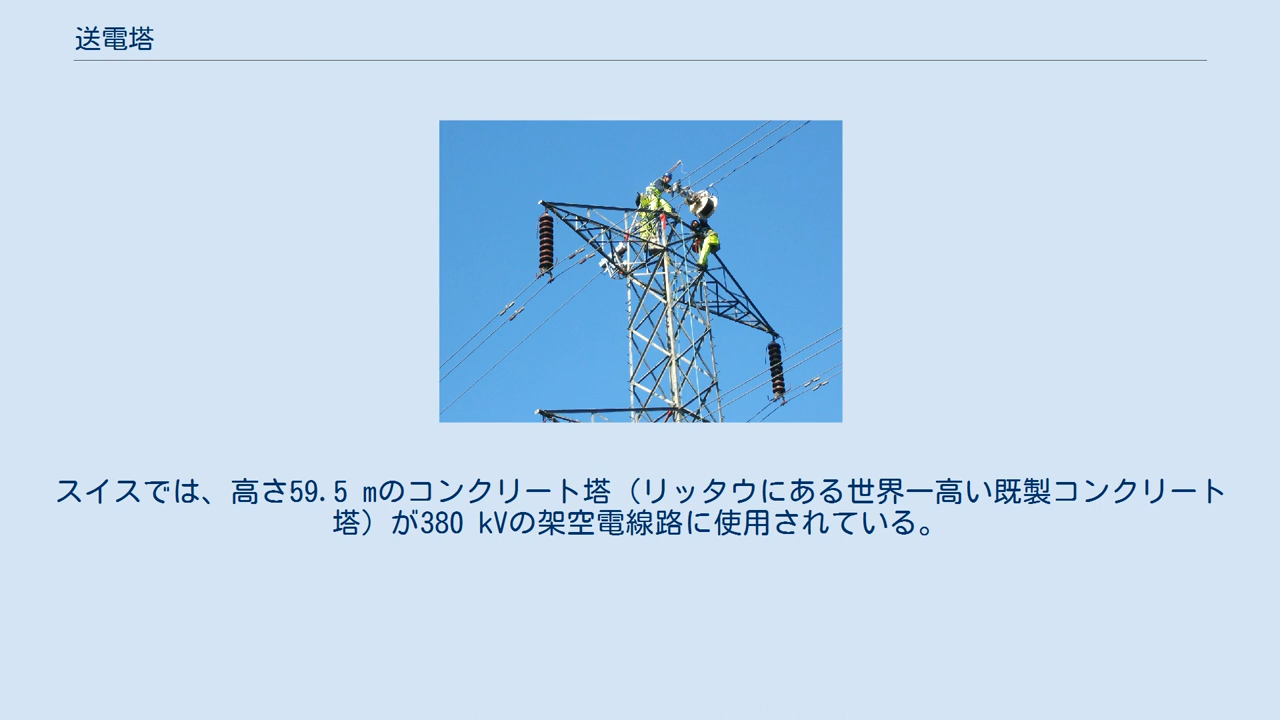 送電塔
スイスでは、高さ59.5 mのコンクリート塔（リッタウにある世界一高い既製コンクリート
塔）が380 kVの架空電線路に使用されている。